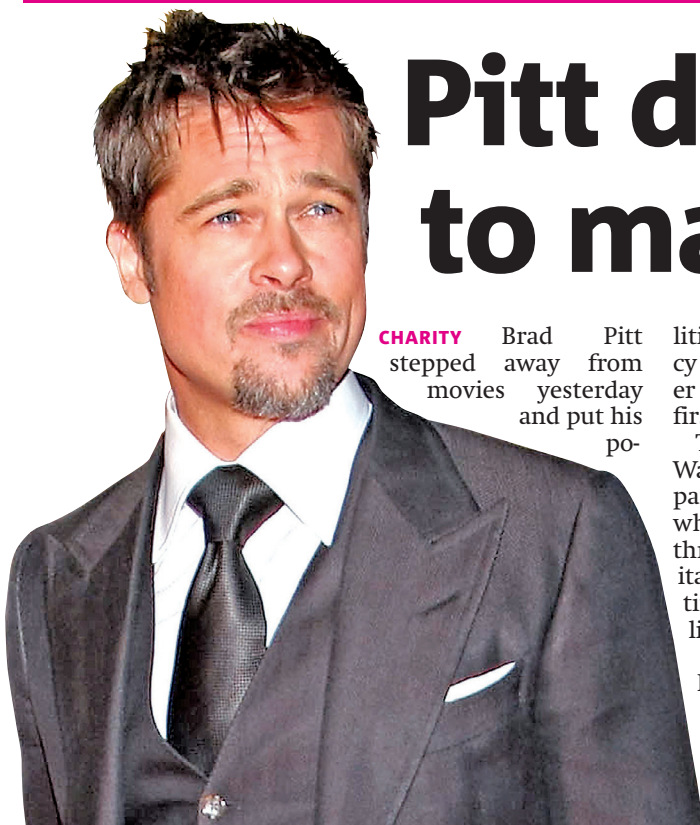 Pitt d
to ma
CHARITY Brad Pitt
stepped away from
movies yesterday
and put his
po-
liti
cy
er
fir
Wa
pa
wh
thr
ita
ti
li